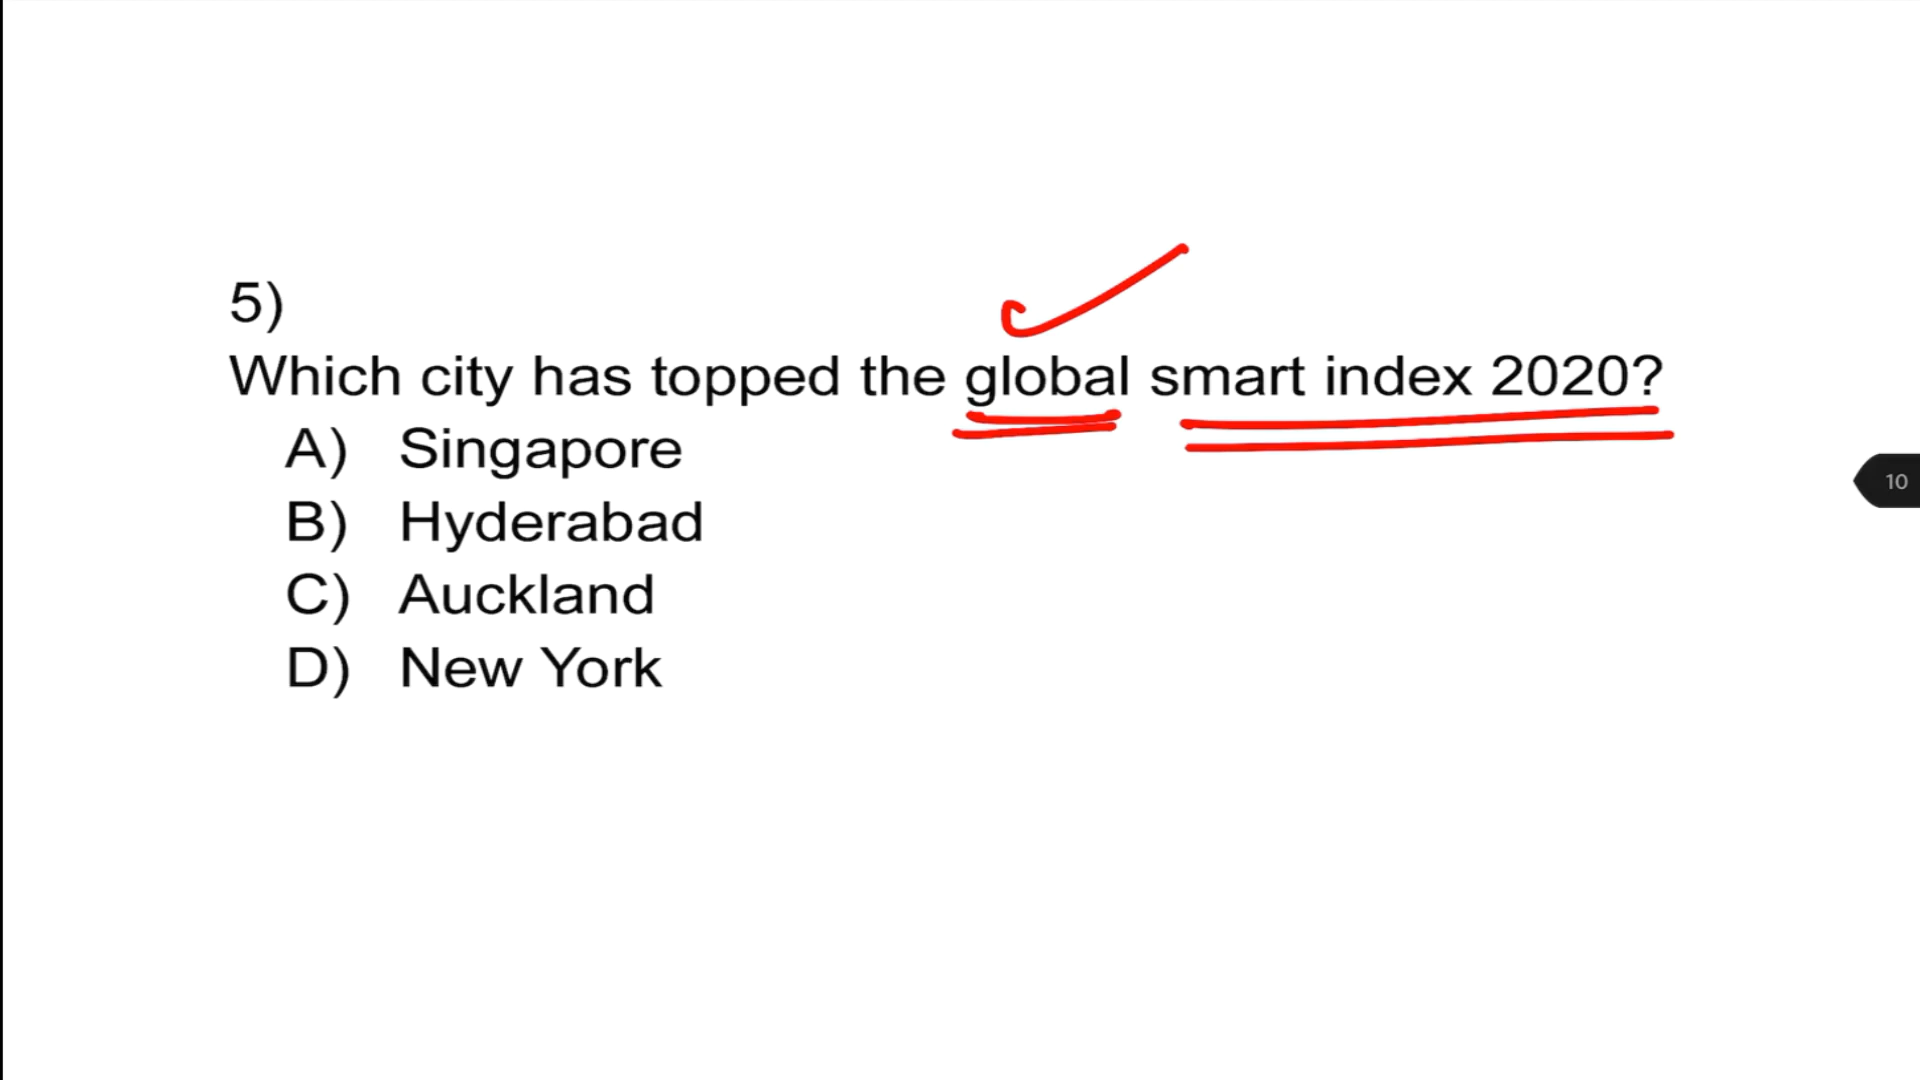 5)
Which city has topped the global smart index 2020?
A) Singapore
B) Hyderabad
C) Auckland
D) New York
10